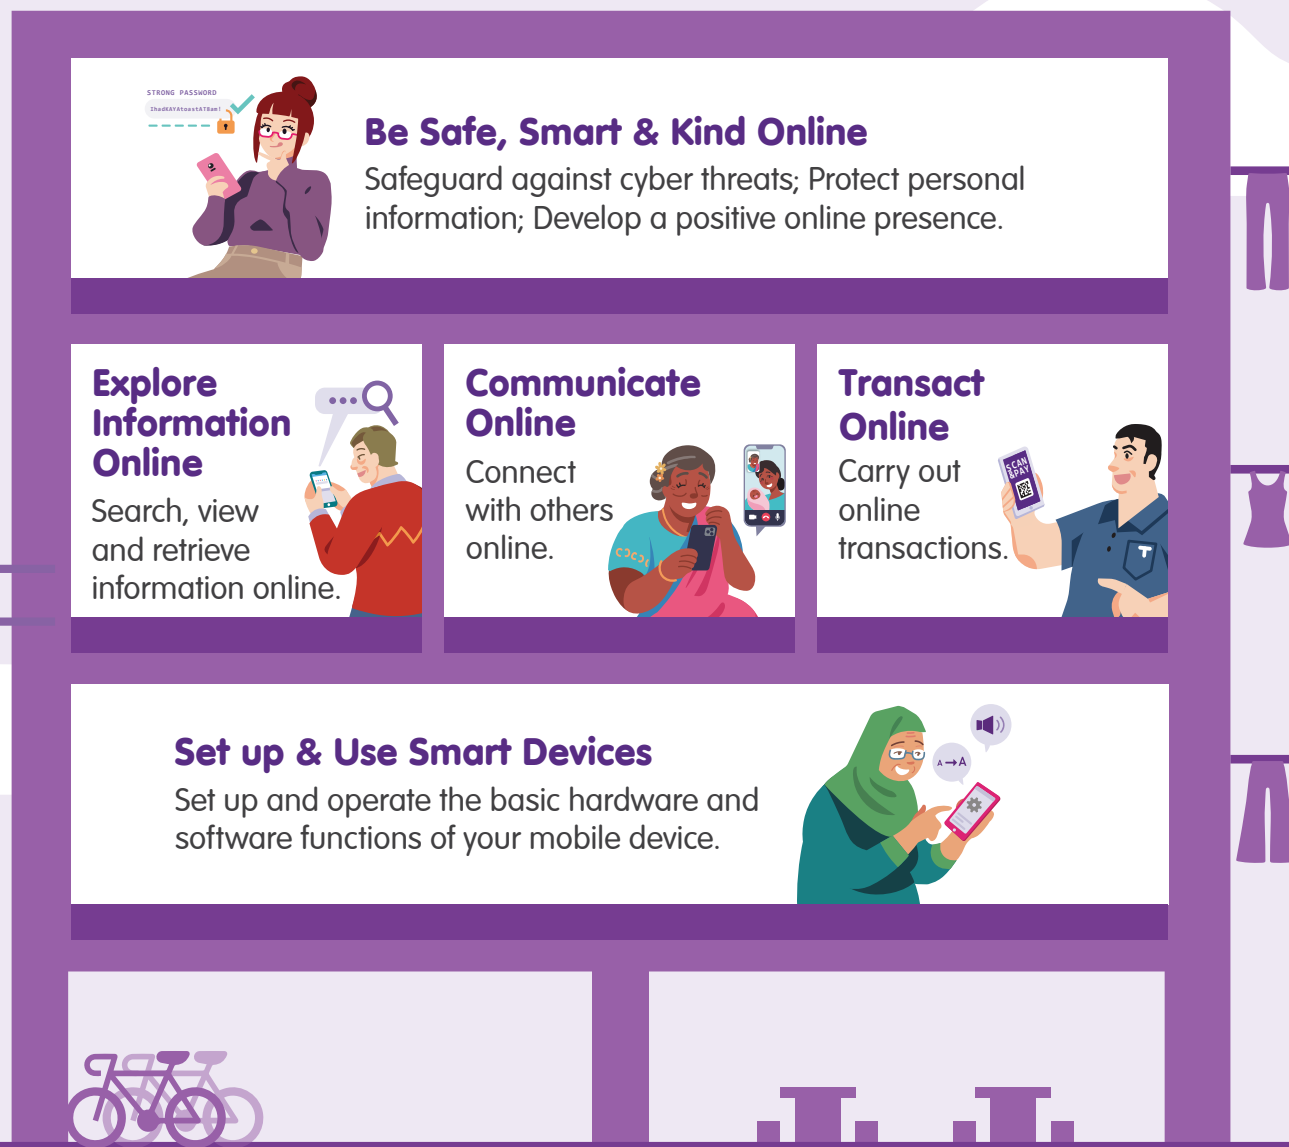 STRONG PASSWORD
IhadKAYAtoastAT8am!
Be Safe, Smart & Kind Online
Safeguard against cyber threats; Protect personal
information; Develop a positive online presence.
Explore
Information
Online
Search, view
and retrieve
information online.
Communicate
Online
Connect
with others
online.
Transact
Online
Carry out
online
transactions.
SCAN
&PAY
T
Set up & Use Smart Devices
Set up and operate the basic hardware and
software functions of your mobile device.
A→A